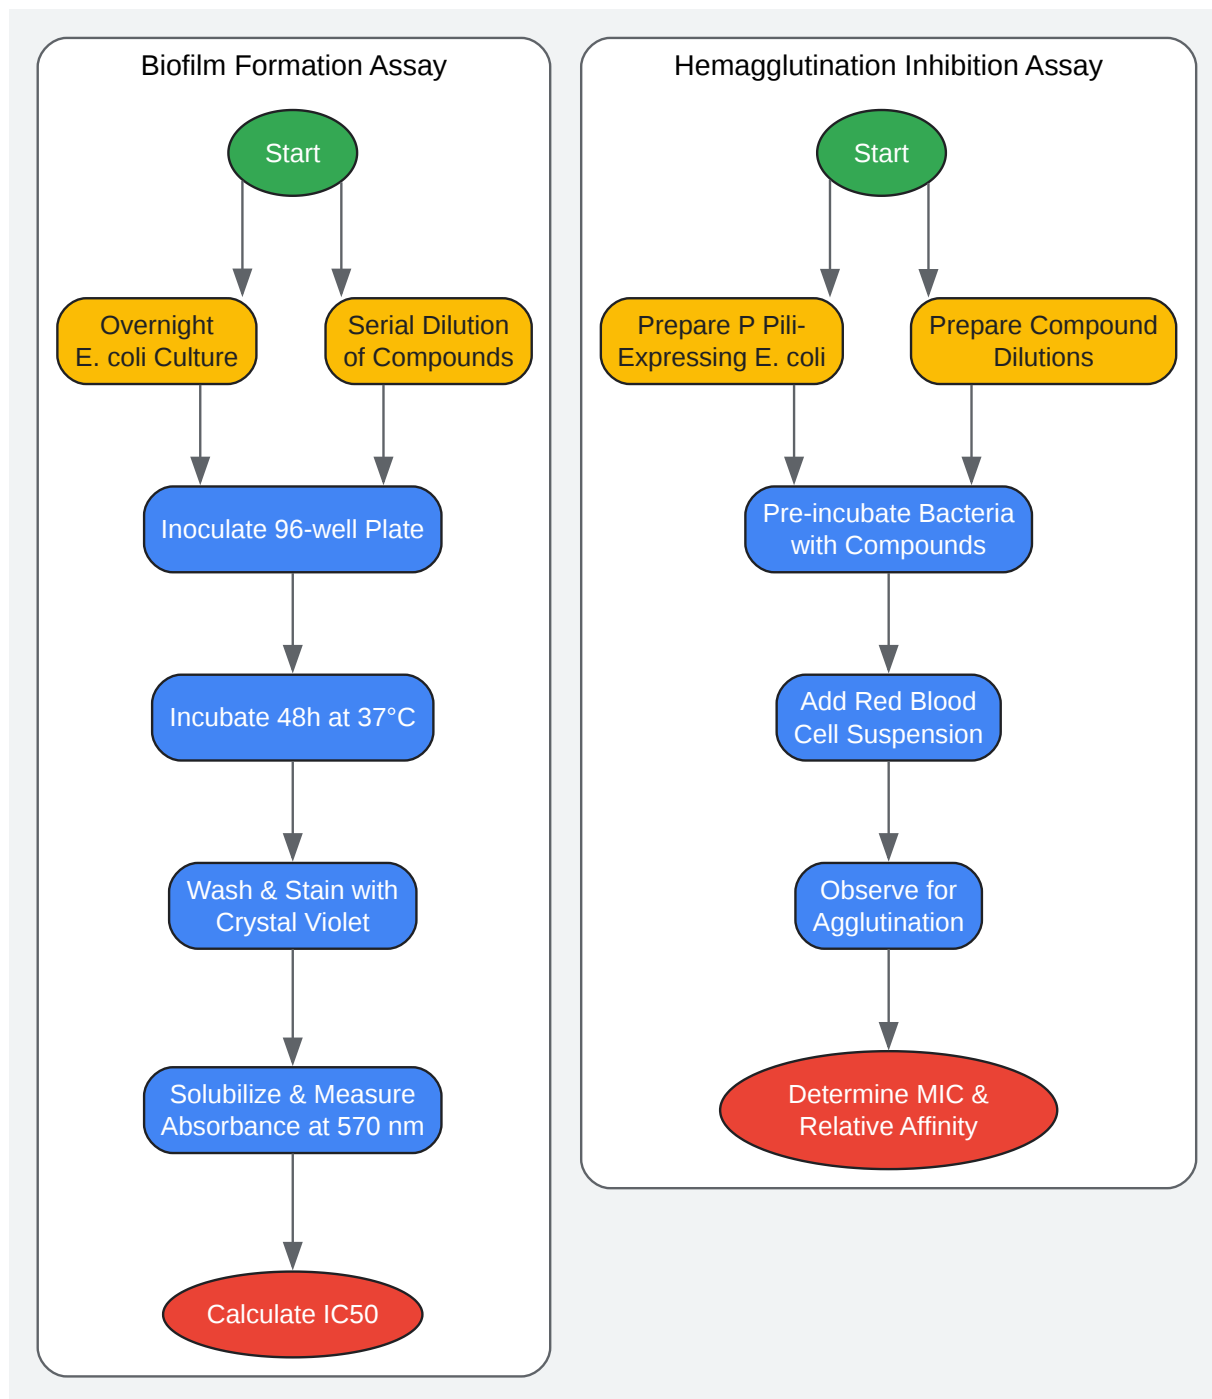 Biofilm Formation Assay
Start
Overnight
E. coli Culture
Serial Dilution
of Compounds
Inoculate 96-well Plate
Incubate 48h at 37°C
Wash & Stain with
Crystal Violet
Solubilize & Measure
Absorbance at 570 nm
Calculate IC50
Hemagglutination Inhibition Assay
Start
Prepare P Pili-
Expressing E. coli
Prepare Compound
Dilutions
Pre-incubate Bacteria
with Compounds
Add Red Blood
Cell Suspension
Observe for
Agglutination
Determine MIC &
Relative Affinity